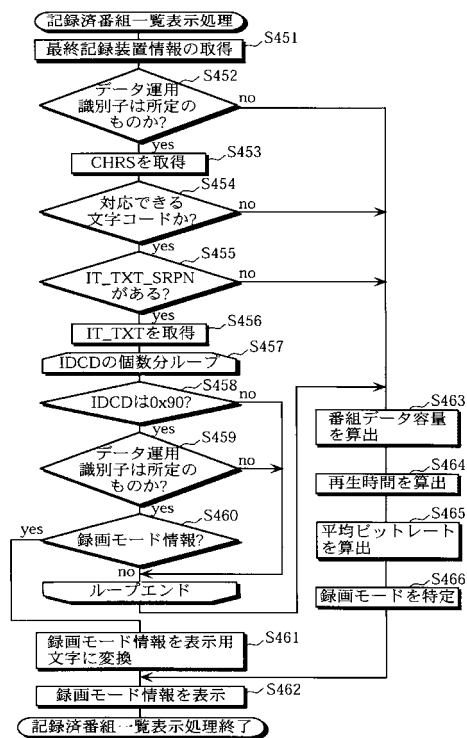 記録済番組一覧表示処理
最終記録装置情報の取得
S451
データ運用
識別子は所定の
ものか?
S452
no
yes
CHRSを取得
S453
対応できる
文字コードか?
S454
no
yes
IT_TXT_SRPN
がある?
S455
no
yes
IT_TXTを取得
S456
IDCDの個数分ループ
S457
IDCDは0x90?
S458
no
データ運用
識別子は所定の
ものか?
S459
no
yes
録画モード情報?
S460
yes
no
ループエンド
録画モード情報を表示用
文字に変換
S461
録画モード情報を表示
S462
記録済番組一覧表示処理終了
番組データ容量
を算出
S463
再生時間を算出
S464
平均ビットレート
を算出
S465
録画モードを特定
S466